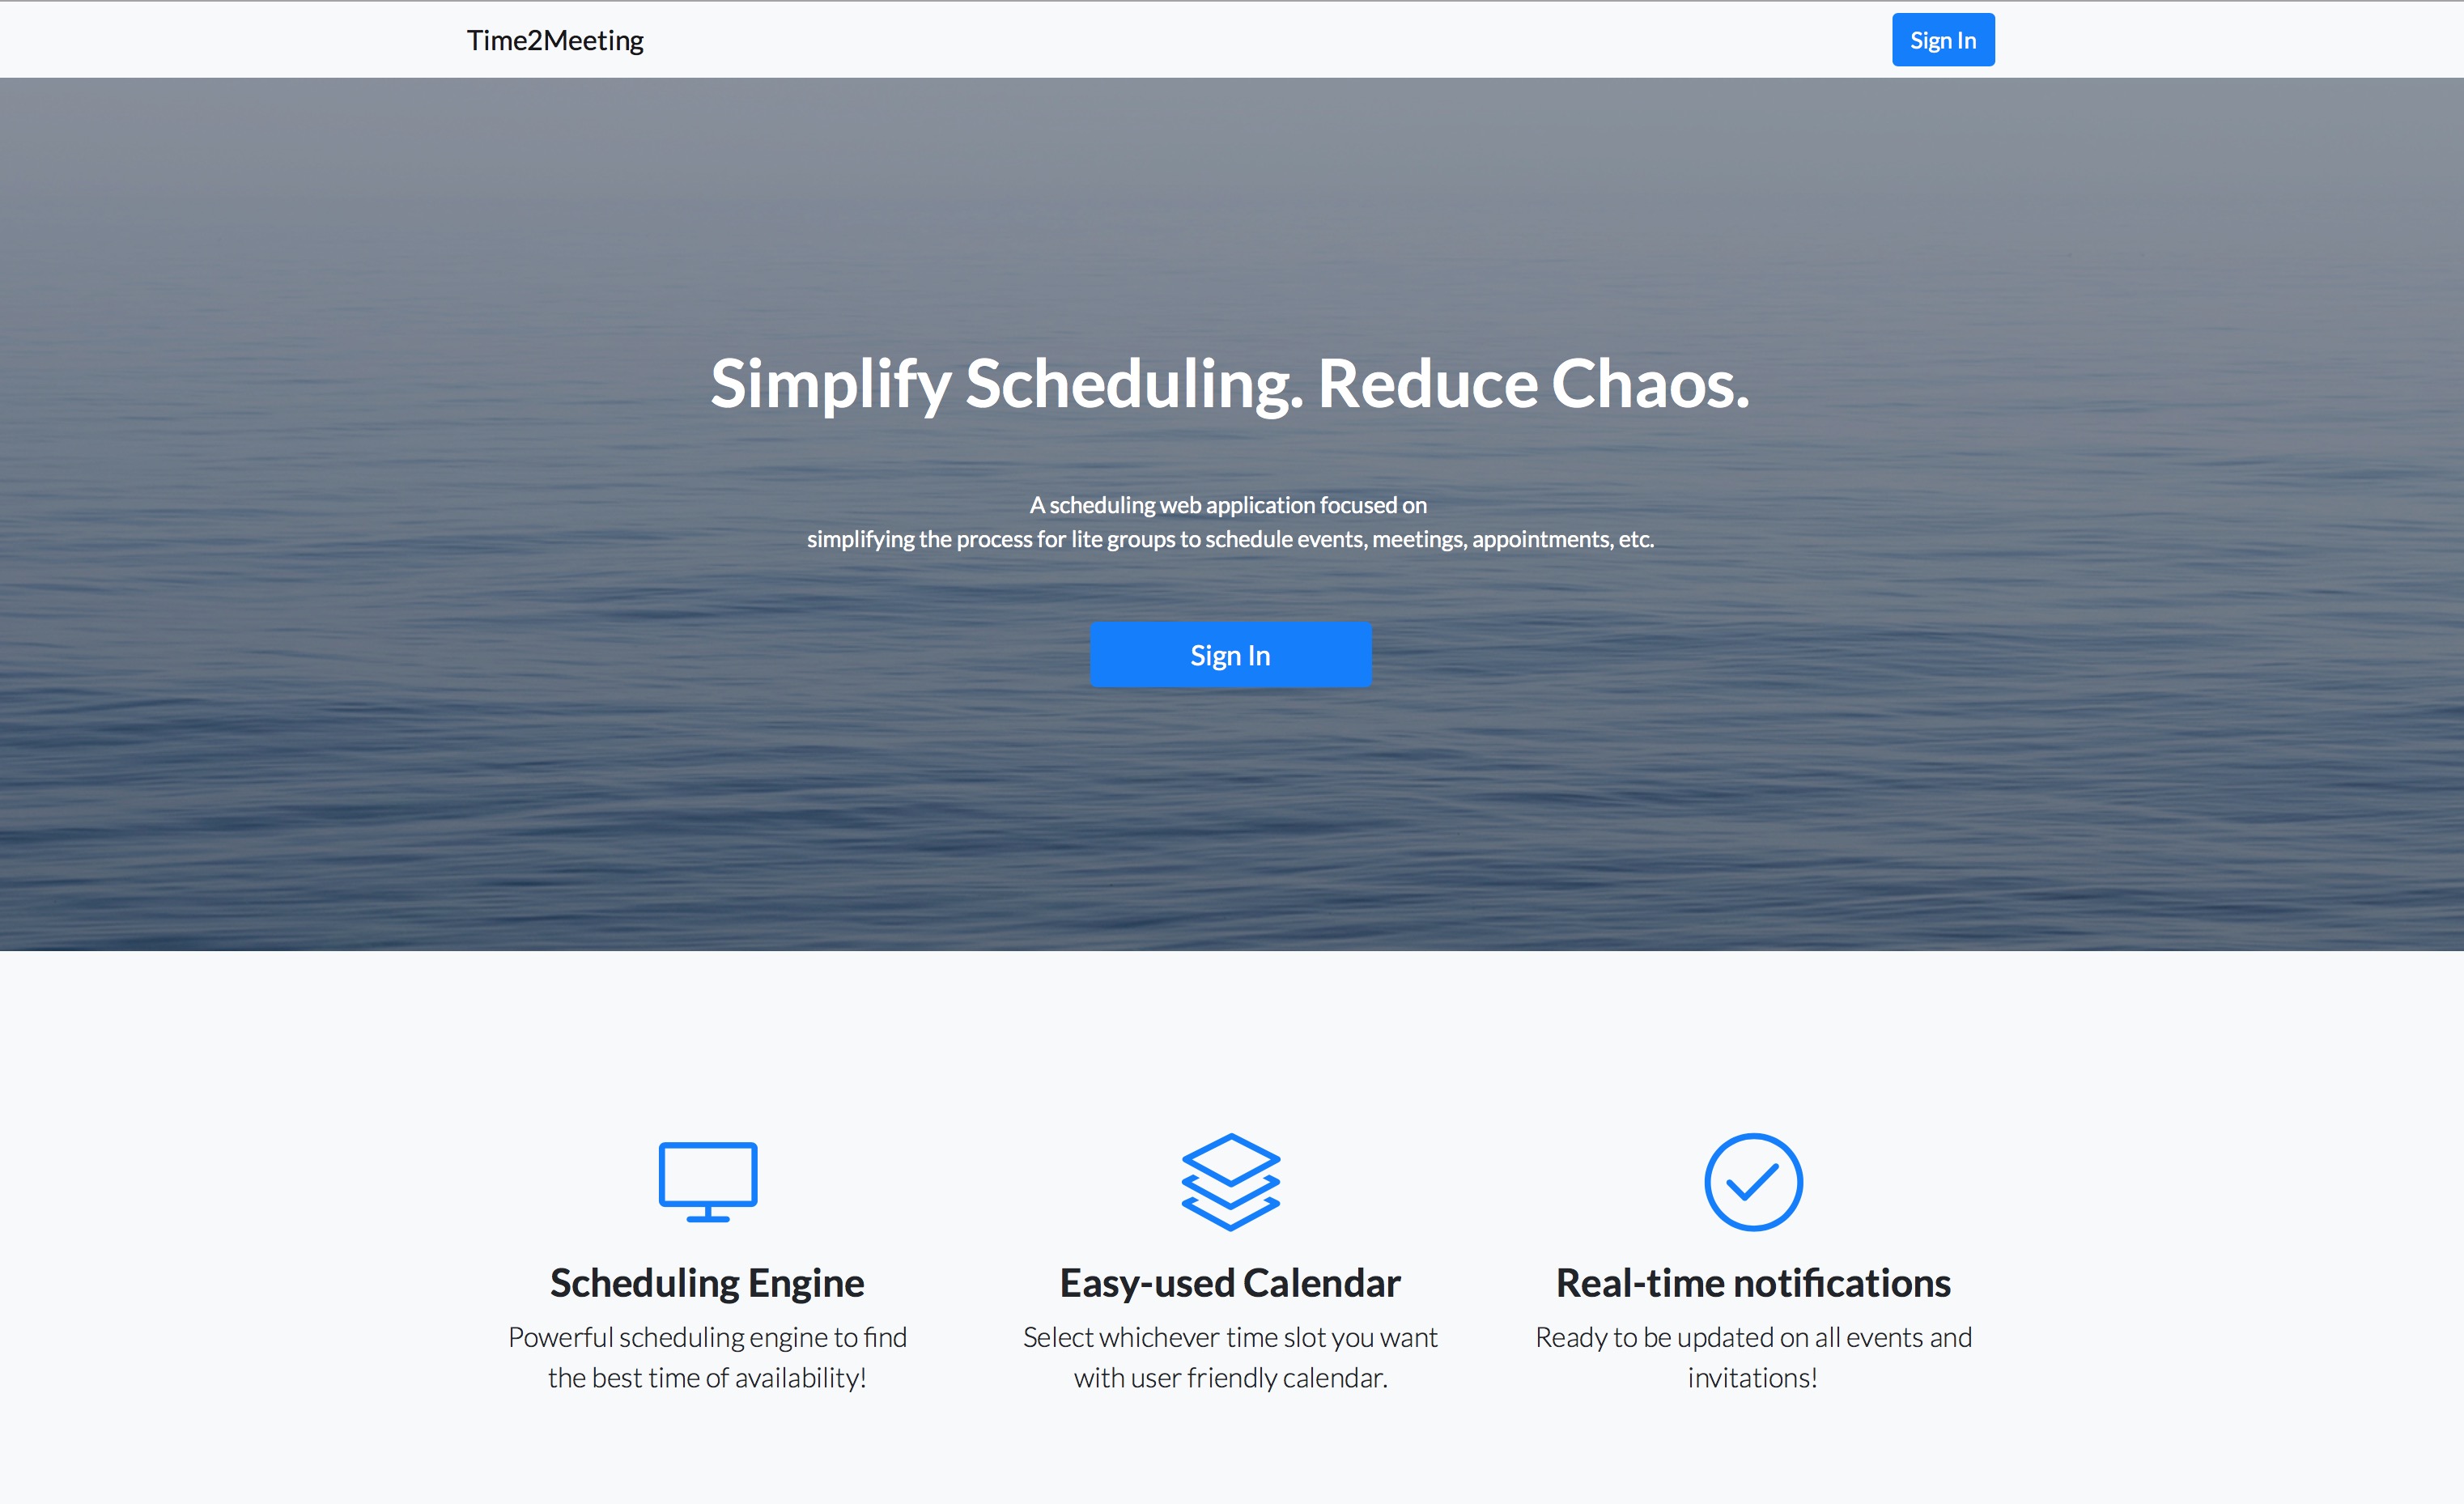 Time2Meeting
Sign In
Simplify Scheduling. Reduce Chaos.
A scheduling web application focused on
simplifying the process for lite groups to schedule events, meetings, appointments, etc.
Sign In
Scheduling Engine
Powerful scheduling engine to find
the best time of availability!
Easy-used Calendar
Select whichever time slot you want
with user friendly calendar.
Real-time notifications
Ready to be updated on all events and
invitations!